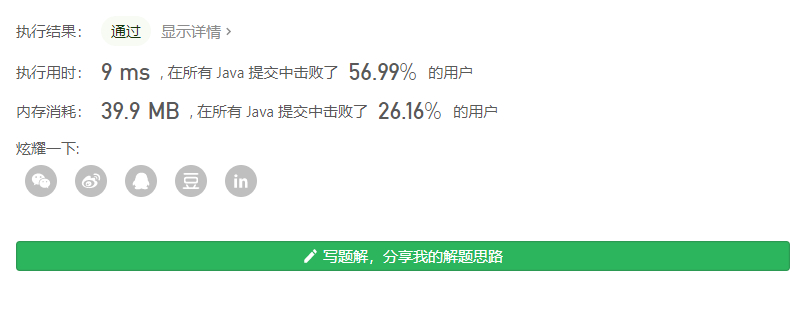 执行结果： 通过 显示详情 >
执行用时： 9 ms , 在所有 Java 提交中击败了 56.99% 的用户
内存消耗： 39.9 MB , 在所有 Java 提交中击败了 26.16% 的用户
炫耀一下:
豆 in
写题解，分享我的解题思路